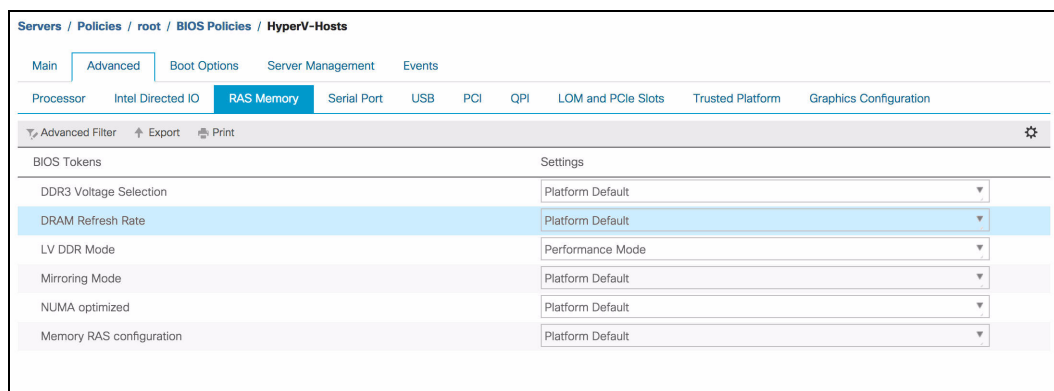 Servers / Policies / root / BIOS Policies / HyperV-Hosts
Main Advanced Boot Options Server Management Events
Processor Intel Directed IO RAS Memory Serial Port USB PCI QPI LOM and PCIe Slots Trusted Platform Graphics Configuration
Advanced Filter Export Print
BIOS Tokens Settings
DDR3 Voltage Selection Platform Default
DRAM Refresh Rate Platform Default
LV DDR Mode Performance Mode
Mirroring Mode Platform Default
NUMA optimized Platform Default
Memory RAS configuration Platform Default